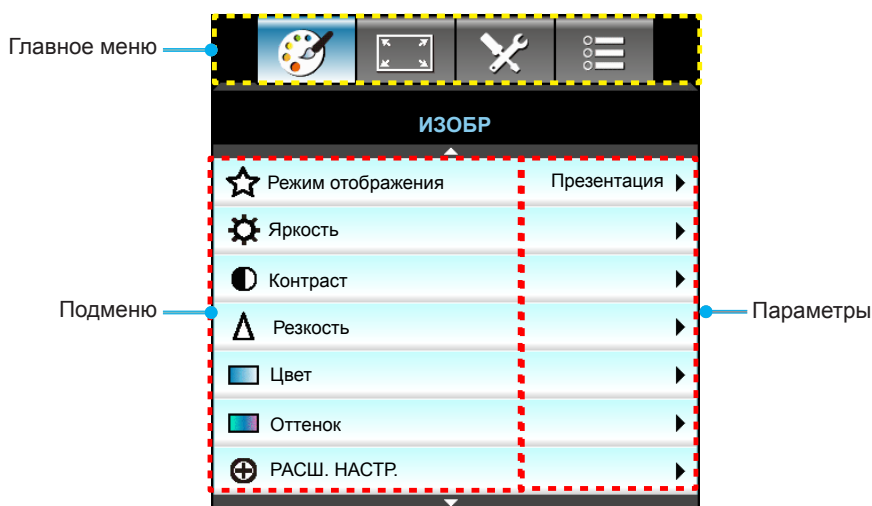 Главное меню
ИЗОБР
Режим отображения Презентация
Яркость
Контраст
Подменю
Параметры
Резкость
Цвет
Оттенок
РАСШ. НАСТР.